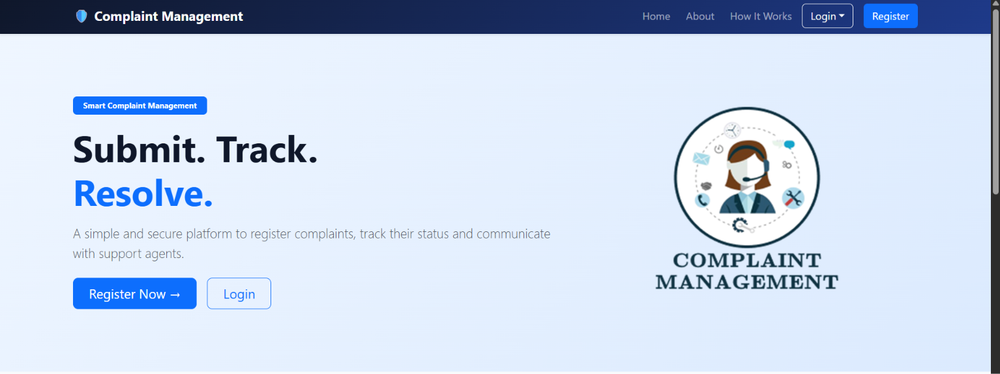 Complaint Management
Home
About
How It Works
Login
Register
Smart Complaint Management
Submit. Track.
Resolve.
A simple and secure platform to register complaints, track their status and communicate
with support agents.
Register Now →
Login
COMPLAINT
MANAGEMENT